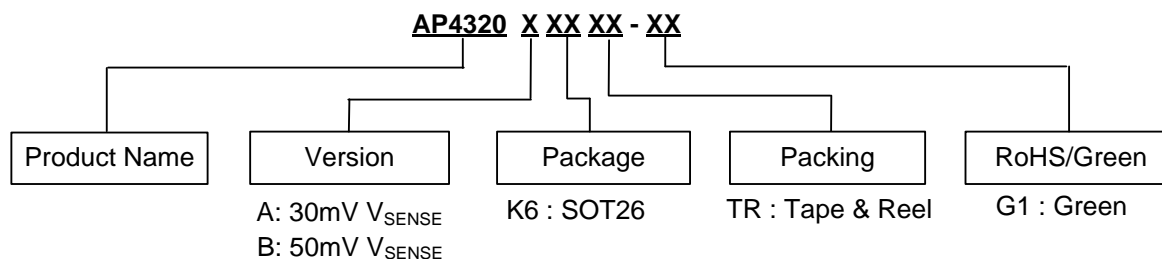 AP4320 X XX XX - XX
Product Name
Version
Package
Packing
RoHS/Green
A: 30mV VSENSE
B: 50mV VSENSE
K6 : SOT26
TR : Tape & Reel
G1 : Green